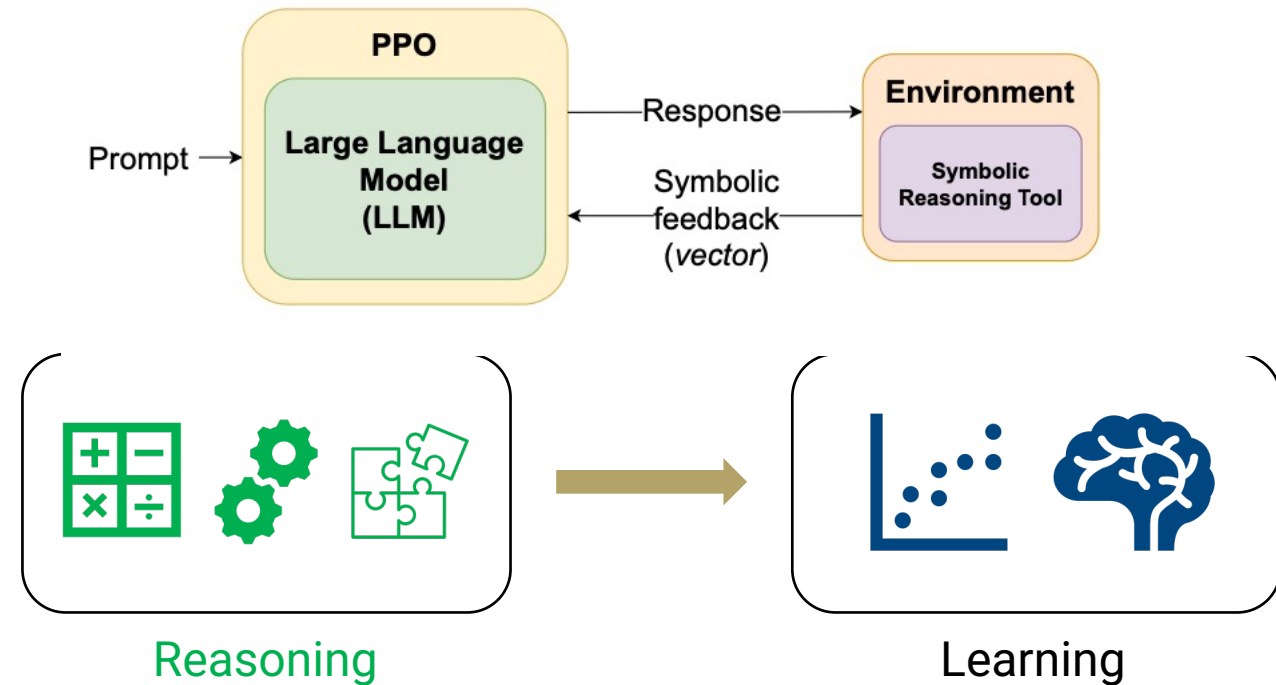 PPO
Large Language
Model
(LLM)
Prompt
Response
Symbolic
feedback
(vector)
Environment
Symbolic
Reasoning Tool
+ −
× ÷
Reasoning
Learning